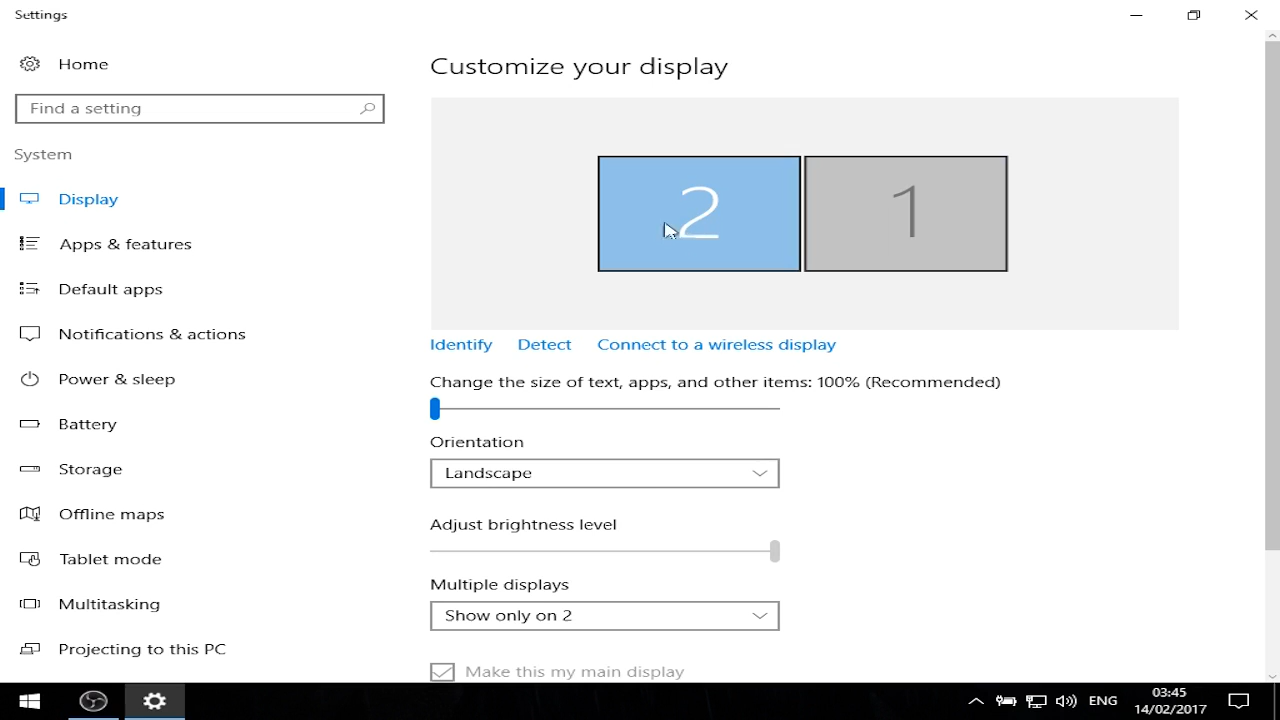 Settings
Home
Find a setting
System
Display
Apps & features
Default apps
Notifications & actions
Power & sleep
Battery
Storage
Offline maps
Tablet mode
Multitasking
Projecting to this PC
Customize your display
2 1
Identify Detect Connect to a wireless display
Change the size of text, apps, and other items: 100% (Recommended)
Orientation
Landscape
Adjust brightness level
Multiple displays
Show only on 2
Make this my main display
ENG
03:45
14/02/2017